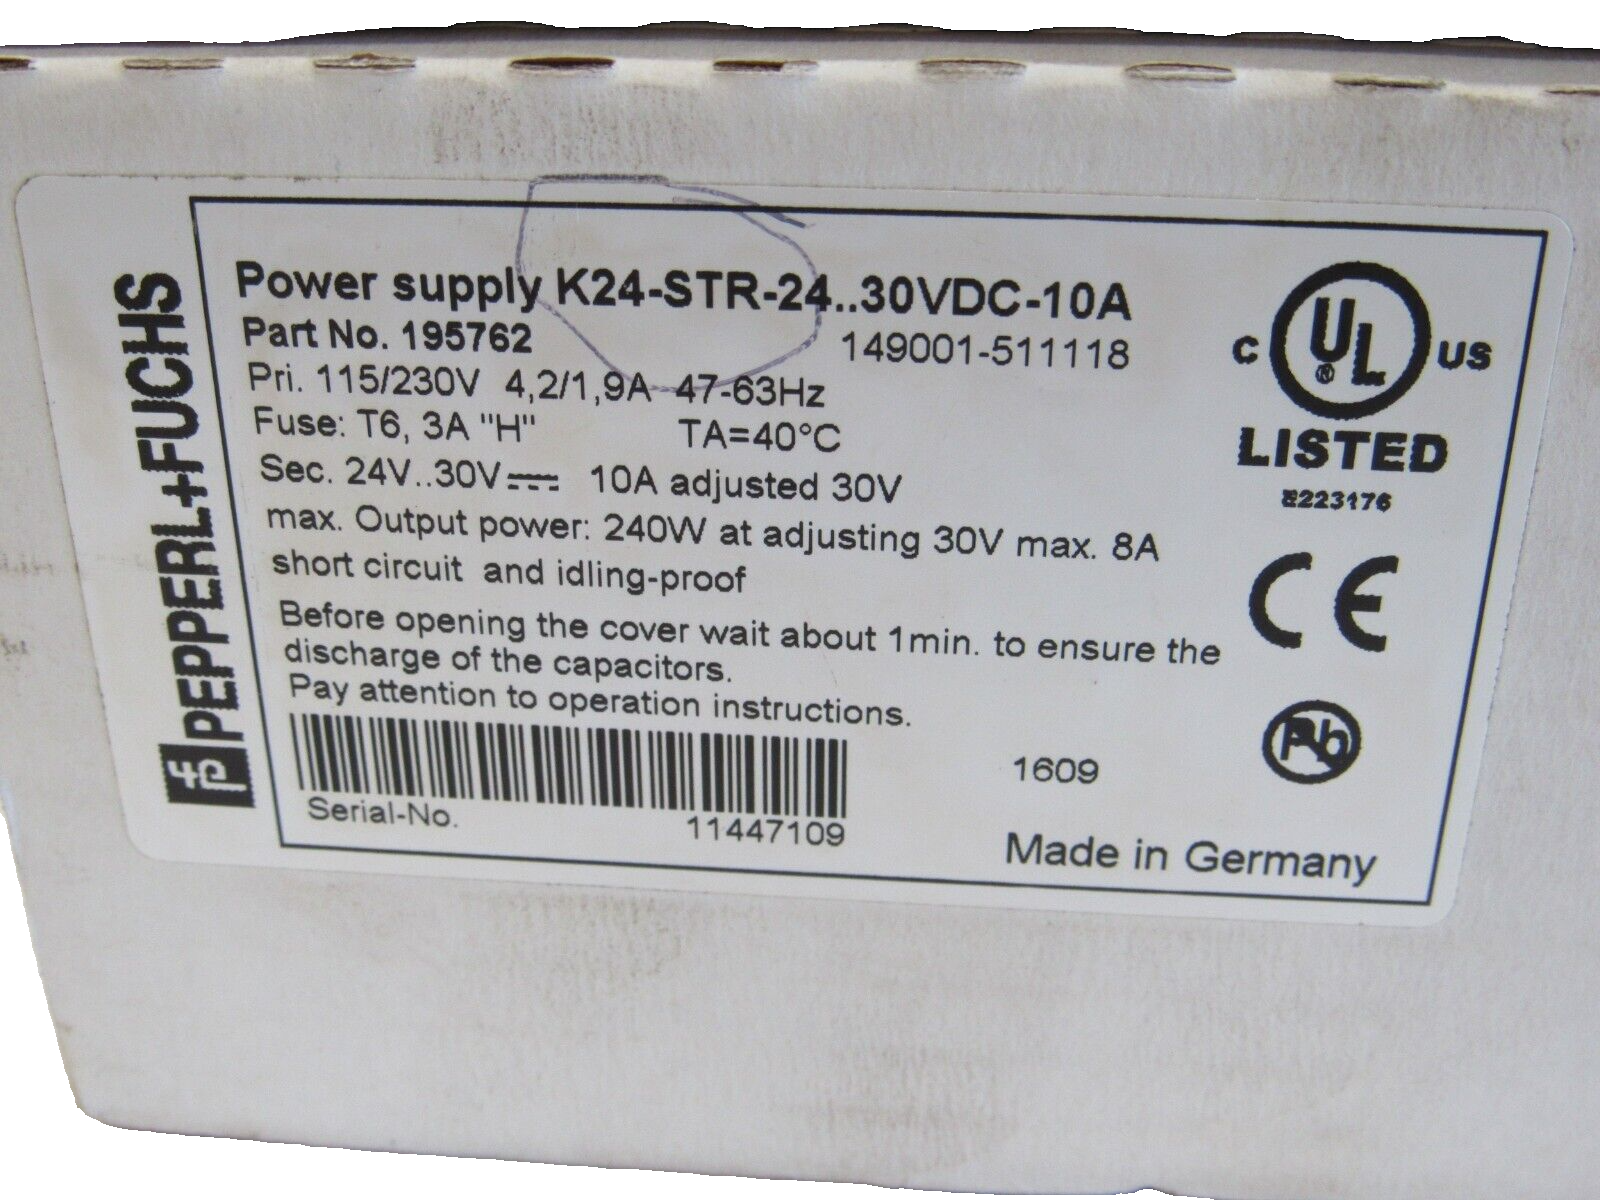 PEPPERL+FUCHS
Power supply K24-STR-24..30VDC-10A
Part No. 195762 149001-511118
Pri. 115/230V 4,2/1,9A 47-63Hz
Fuse: T6, 3A "H" TA=40°C
Sec. 24V..30V 10A adjusted 30V
max. Output power: 240W at adjusting 30V max. 8A
short circuit and idling-proof
Before opening the cover wait about 1min. to ensure the
discharge of the capacitors.
Pay attention to operation instructions.
1609
Serial-No. 11447109
Made in Germany
C UL ® US
LISTED
E223176
CE
Pb